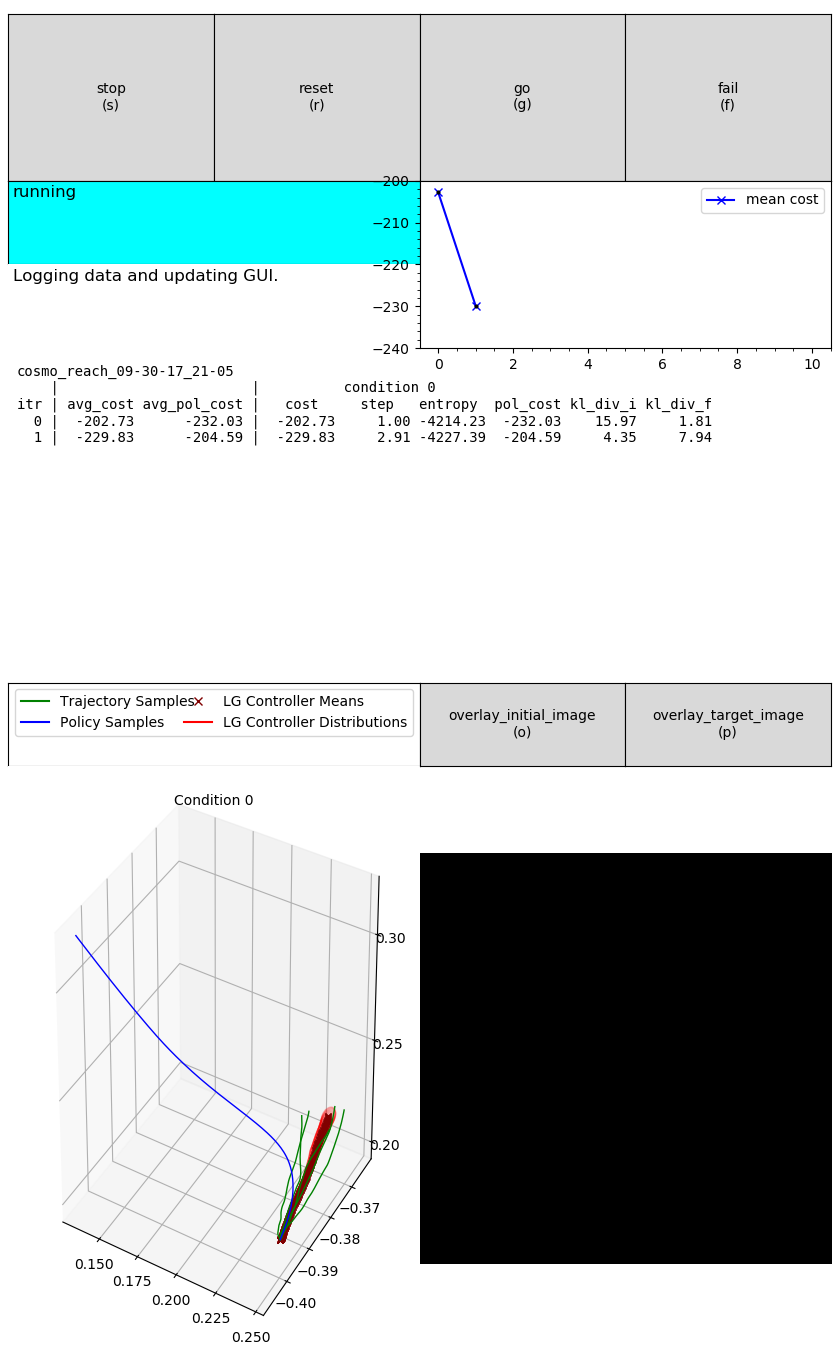 stop
(s)
reset
(r)
go
(g)
fail
(f)
running
Logging data and updating GUI.
−200
−210
−220
−230
−240
0 2 4 6 8 10
mean cost
cosmo_reach_09-30-17_21-05
| | condition 0
itr | avg_cost avg_pol_cost | cost step entropy pol_cost kl_div_i kl_div_f
0 | -202.73 -232.03 | -202.73 1.00 -4214.23 -232.03 15.97 1.81
1 | -229.83 -204.59 | -229.83 2.91 -4227.39 -204.59 4.35 7.94
Trajectory Samples
Policy Samples
LG Controller Means
LG Controller Distributions
overlay_initial_image
(o)
overlay_target_image
(p)
Condition 0
0.30
0.25
0.20
−0.37
−0.38
−0.39
−0.40
0.150
0.175
0.200
0.225
0.250